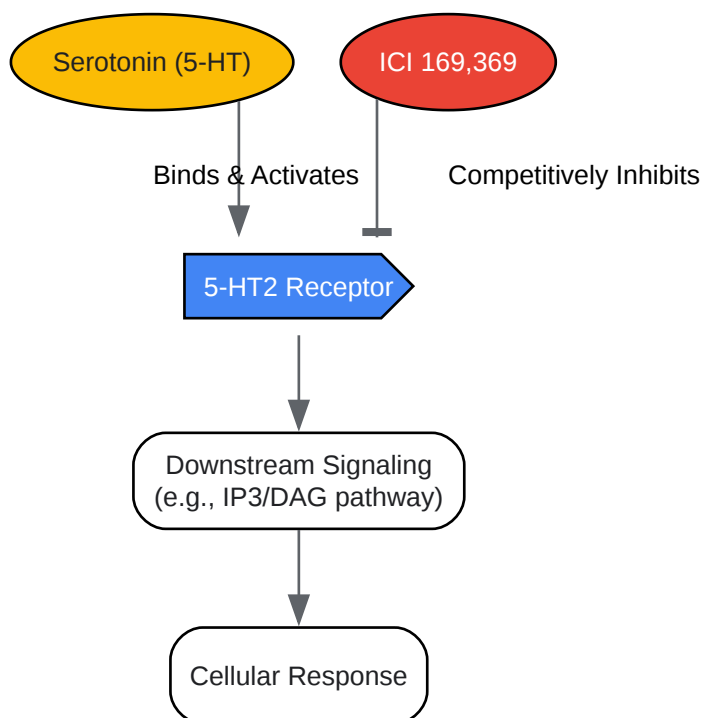 Serotonin (5-HT)
ICI 169,369
Binds & Activates
Competitively Inhibits
5-HT2 Receptor
Downstream Signaling
(e.g., IP3/DAG pathway)
Cellular Response